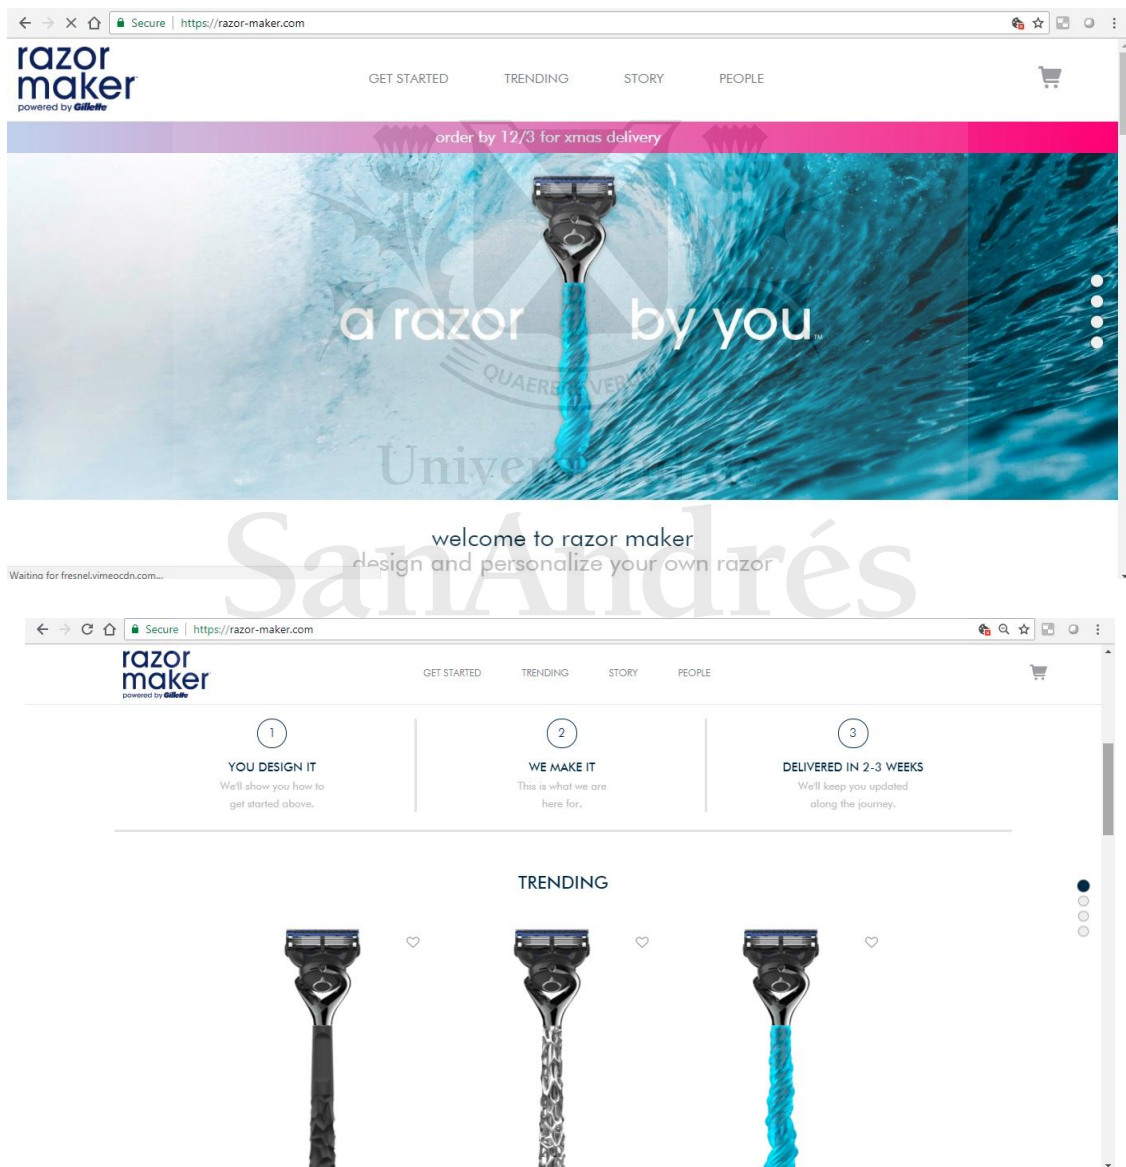 Secure | https://razor-maker.com
razor
maker
powered by Gillette
GET STARTED TRENDING STORY PEOPLE
order by 12/3 for xmas delivery
a razor by you™
QUAERERE VERUM
Universidad de
SanAndrés
welcome to razor maker
design and personalize your own razor
Waiting for fresnel.vimeocdn.com...
Secure | https://razor-maker.com
razor
maker
powered by Gillette
GET STARTED TRENDING STORY PEOPLE
1 2 3
YOU DESIGN IT WE MAKE IT DELIVERED IN 2-3 WEEKS
We'll show you how to This is what we are We'll keep you updated
get started above. here for. along the journey.
TRENDING